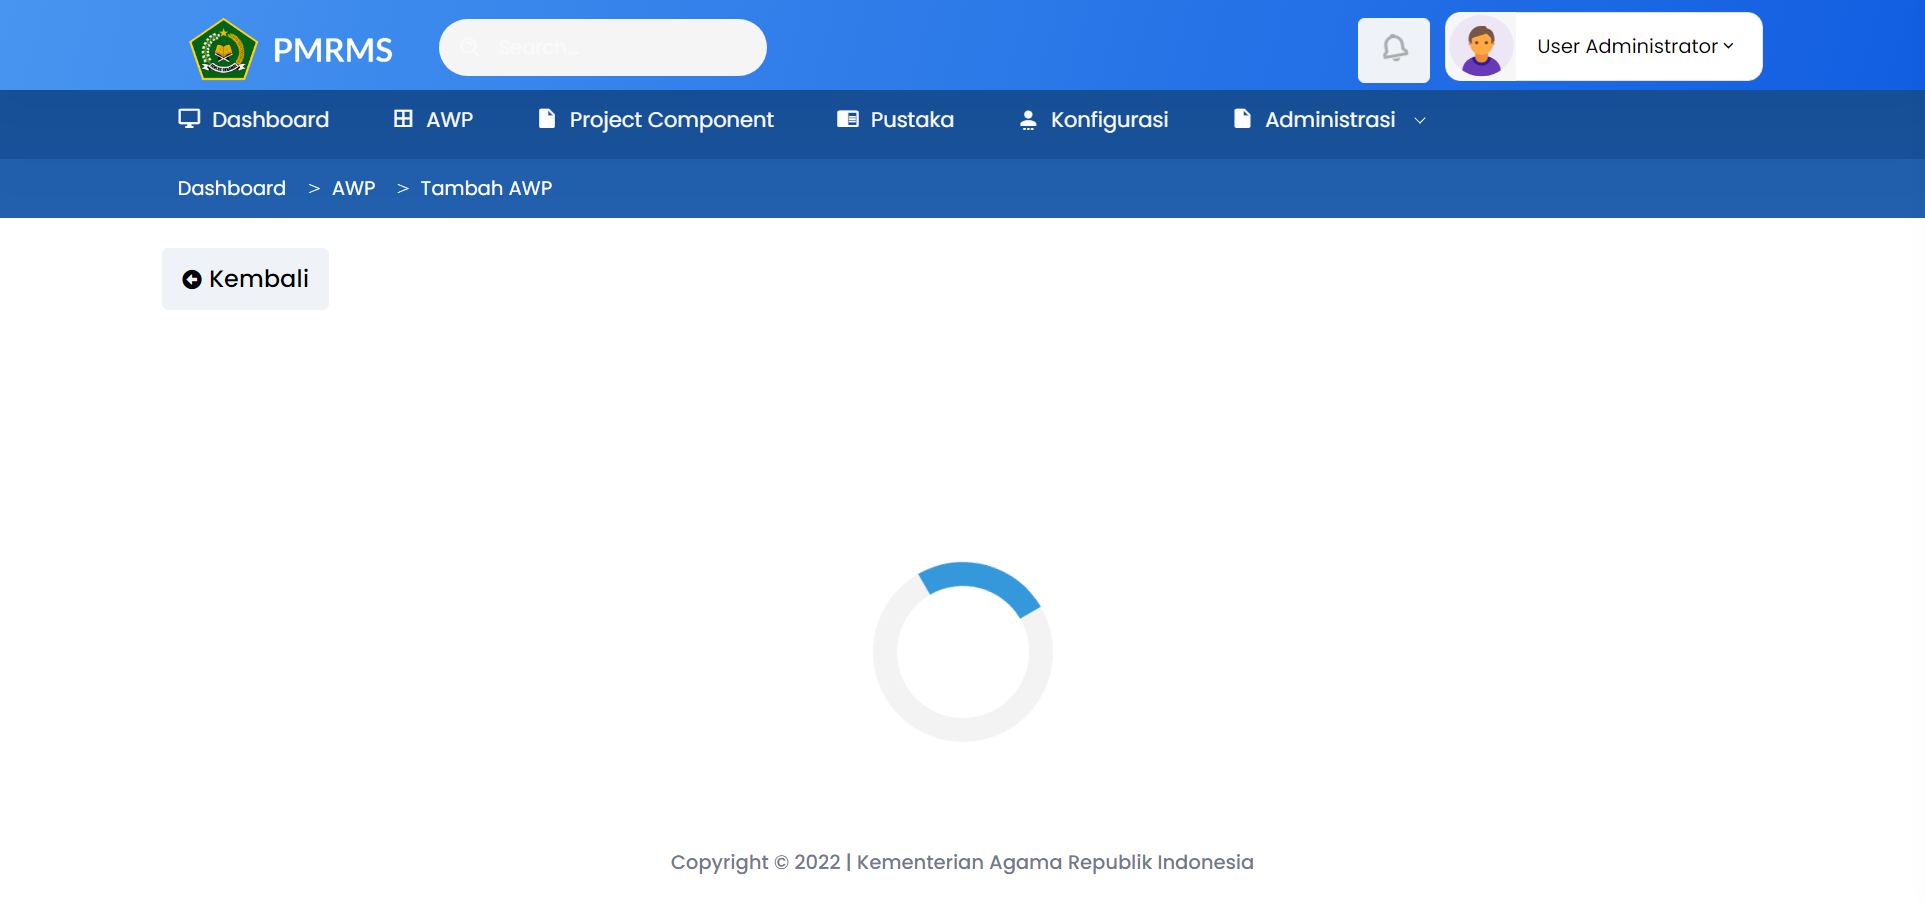 PMRMS
Search...
User Administrator
Dashboard
AWP
Project Component
Pustaka
Konfigurasi
Administrasi
Dashboard > AWP > Tambah AWP
Kembali
Copyright © 2022 | Kementerian Agama Republik Indonesia